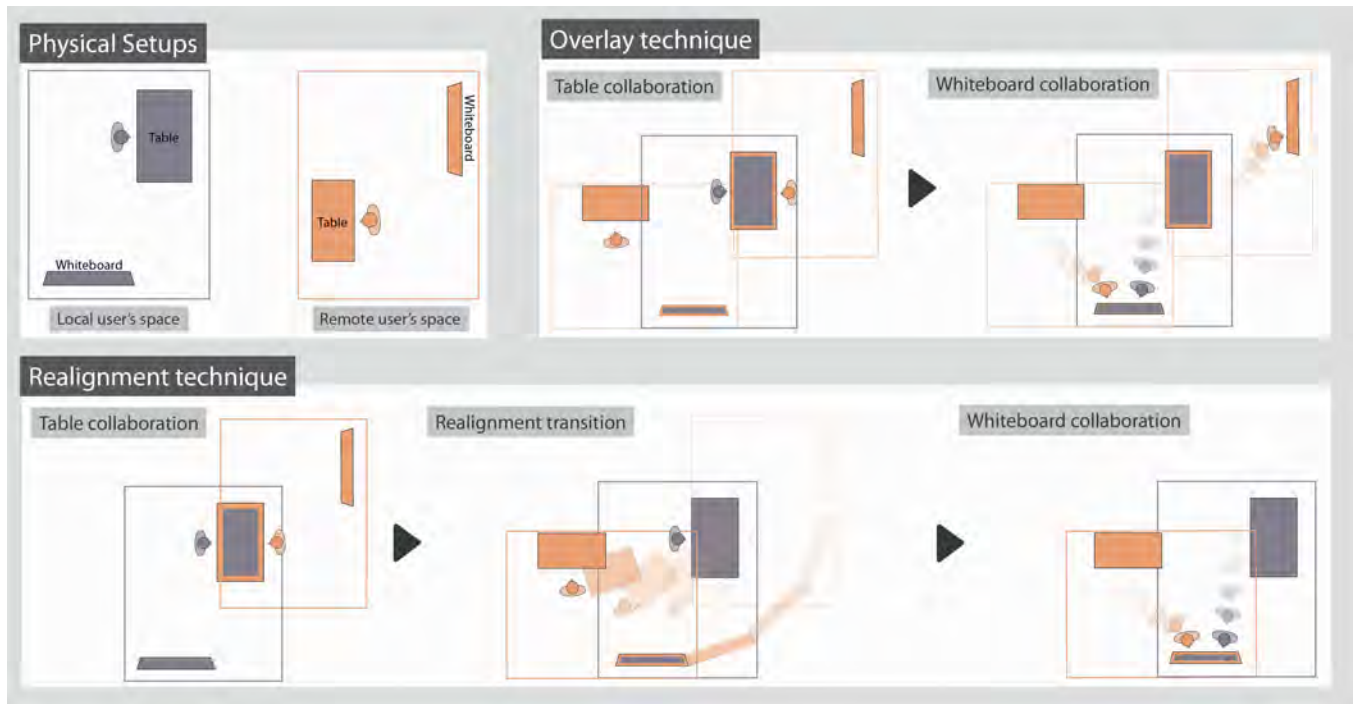 Physical Setups
Table
Whiteboard
Local user's space
Whiteboard
Table
Remote user's space
Overlay technique
Table collaboration
Whiteboard collaboration
Realignment technique
Table collaboration
Realignment transition
Whiteboard collaboration